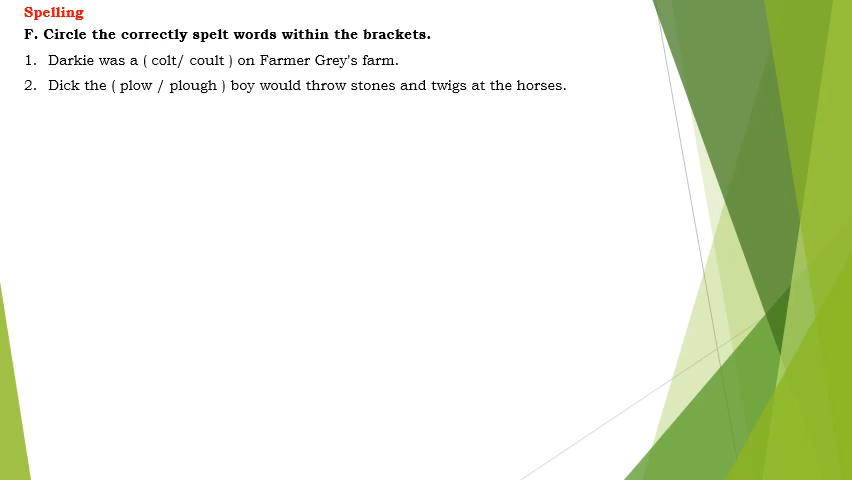 Spelling
F. Circle the correctly spelt words within the brackets.
1. Darkie was a ( colt/ coult ) on Farmer Grey's farm.
2. Dick the ( plow / plough ) boy would throw stones and twigs at the horses.